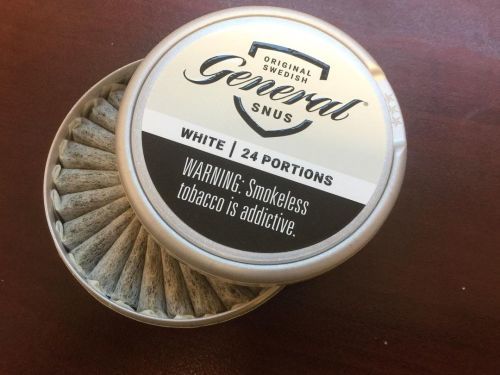 ORIGINAL
SWEDISH
General®
SNUS
WHITE | 24 PORTIONS
WARNING: Smokeless
tobacco is addictive.